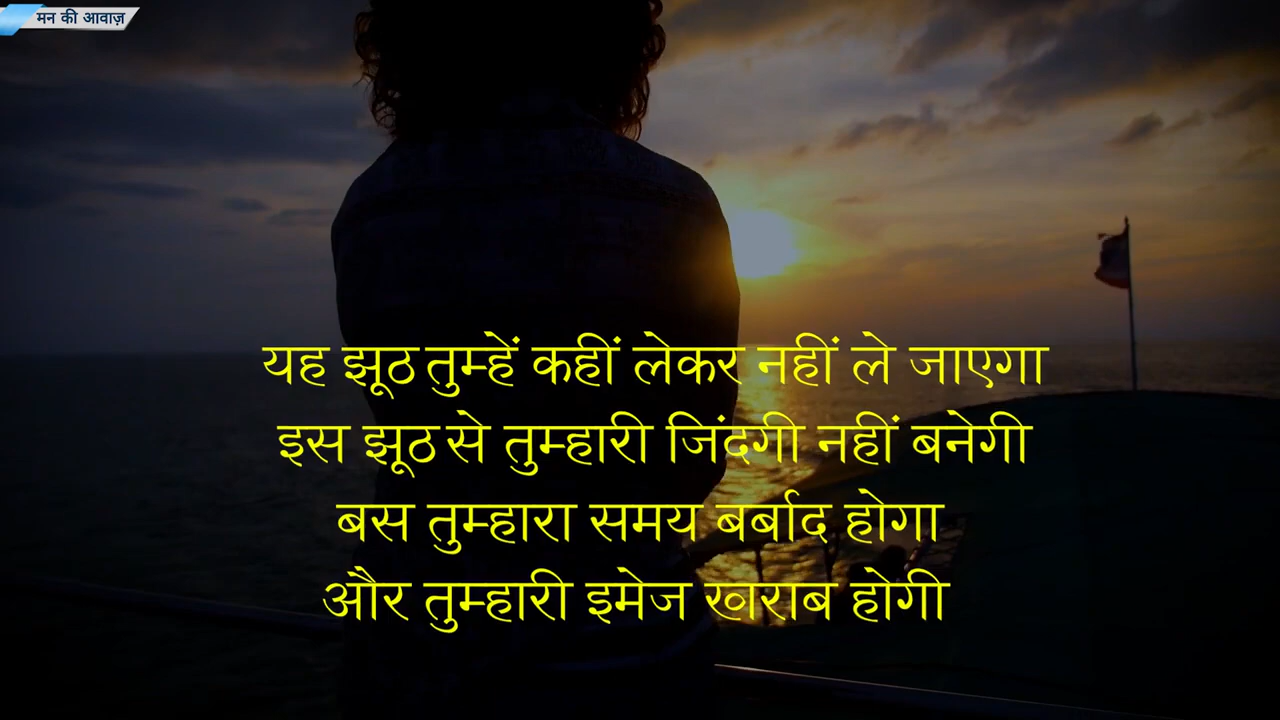 मन की आवाज़
यह झूठ तुम्हें कहीं लेकर नहीं ले जाएगा
इस झूठ से तुम्हारी जिंदगी नहीं बनेगी
बस तुम्हारा समय बर्बाद होगा
और तुम्हारी इमेज खराब होगी